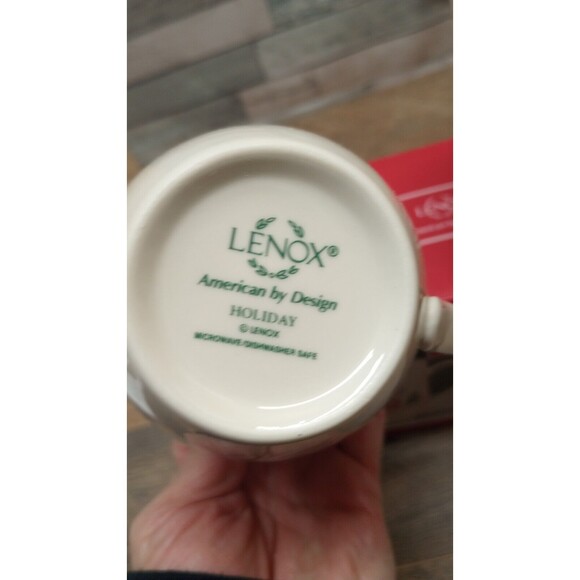 LENOX®
American by Design
HOLIDAY
© LENOX
MICROWAVE/DISHWASHER SAFE